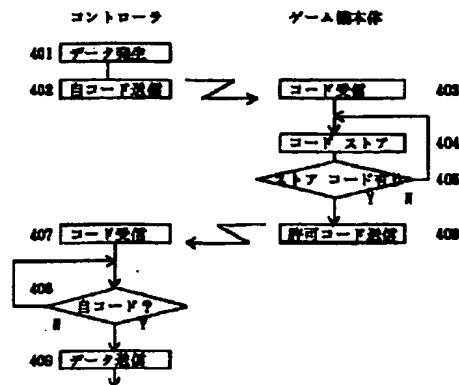 コントローラ
ゲーム機本体
401 データ発生
402 自コード送信
コード受信 403
コード ストア 404
ストア コード有り 405
Y
N
許可コード送信 406
407 コード受信
408 自コード?
N
Y
409 データ送信